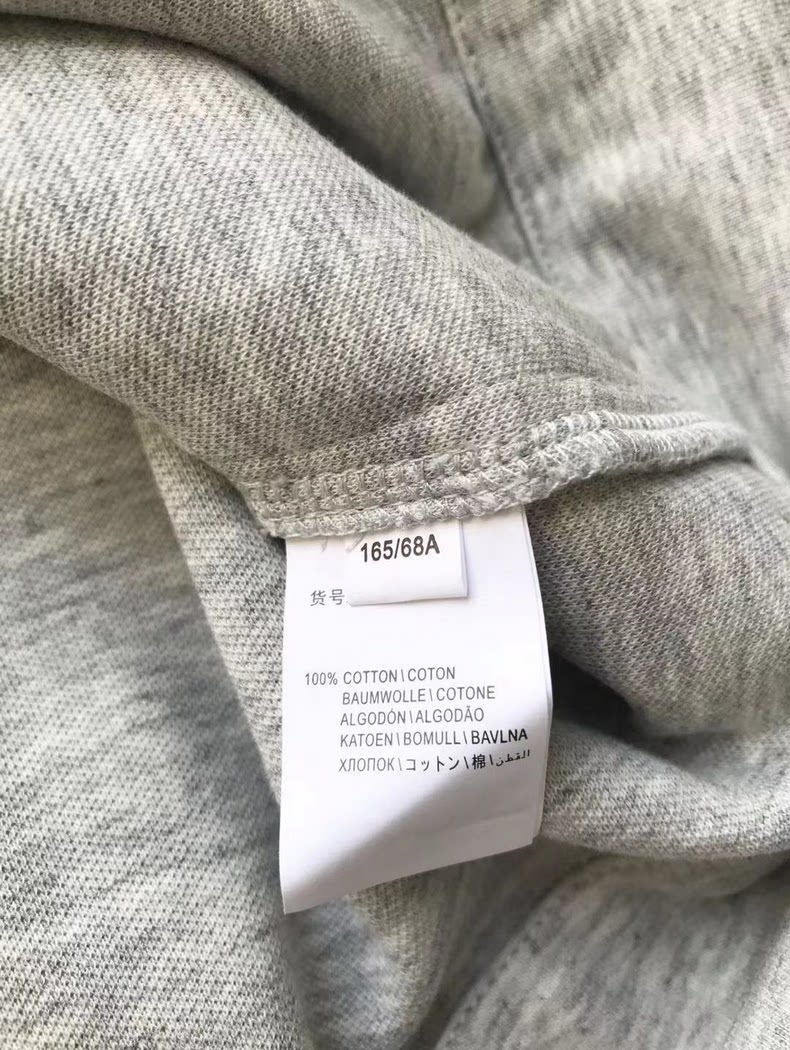 165/68A
货号
100% COTTON\COTON
BAUMWOLLE\COTONE
ALGODÓN\ALGODÃO
KATOEN\BOMULL\BAVLNA
ХЛОПОК\コットン\棉\القطن